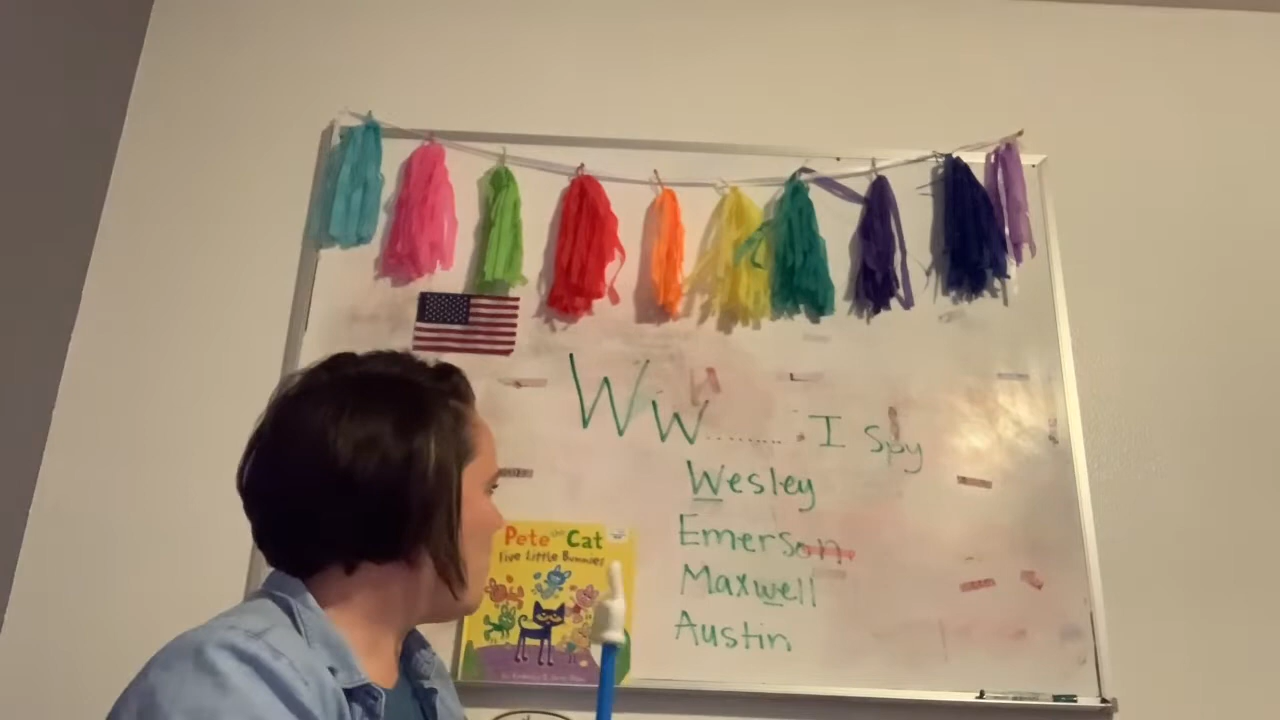 Ww........ I Spy
Wesley
Emerson
Maxwell
Austin
Pete the Cat
Five Little Bunnies